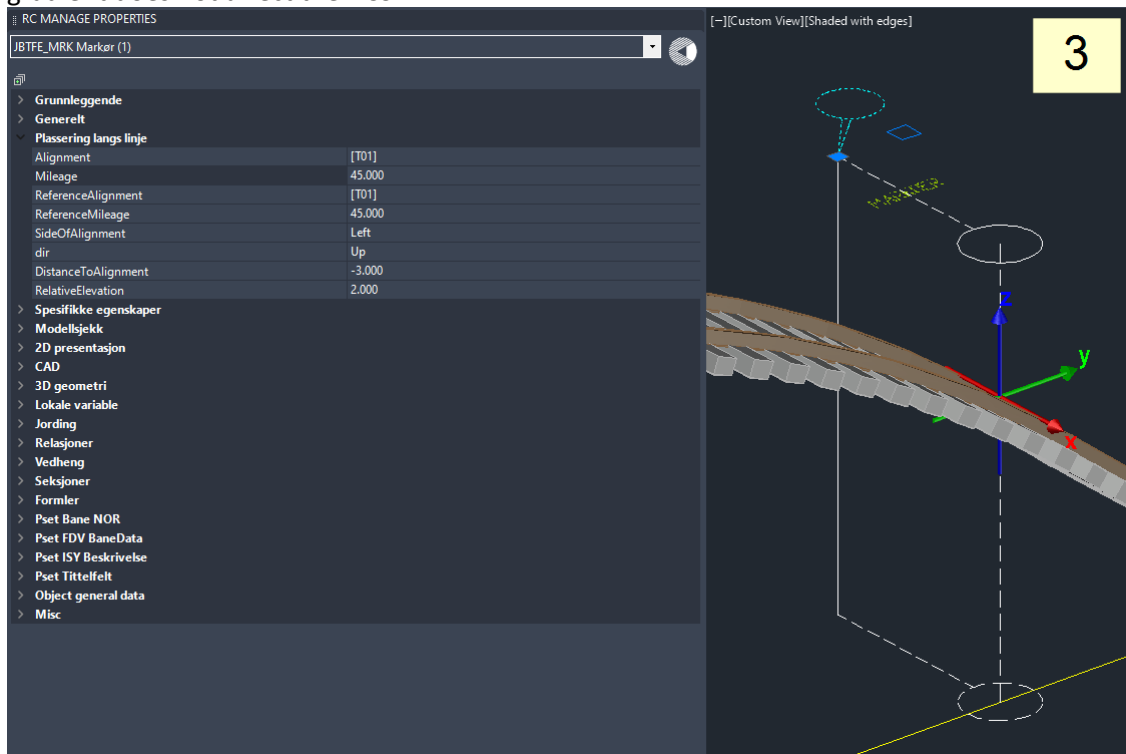 RC MANAGE PROPERTIES
JBTFE_MRK Markør (1)
Grunnleggende
Generelt
Plassering langs linje
Alignment [T01]
Mileage 45.000
ReferenceAlignment [T01]
ReferenceMileage 45.000
SideOfAlignment Left
dir Up
DistanceToAlignment -3.000
RelativeElevation 2.000
Spesifikke egenskaper
Modellsjekk
2D presentasjon
CAD
3D geometri
Lokale variable
Jording
Relasjoner
Vedheng
Seksjoner
Formler
Pset Bane NOR
Pset FDV BaneData
Pset ISY Beskrivelse
Pset Tittelfelt
Object general data
Misc
[−][Custom View][Shaded with edges]
3
z
y
x